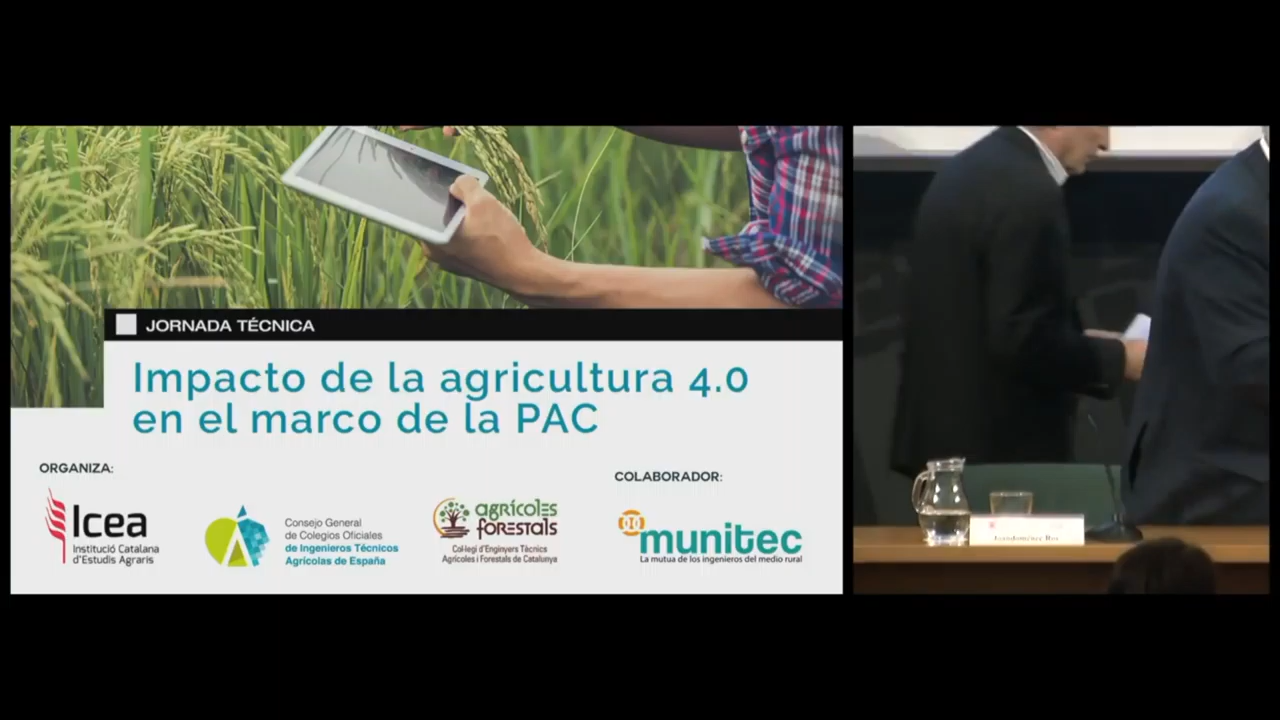 JORNADA TÉCNICA
Impacto de la agricultura 4.0
en el marco de la PAC
ORGANIZA:
Icea
Institució Catalana
d'Estudis Agraris
Consejo General
de Colegios Oficiales
de Ingenieros Técnicos
Agrícolas de España
agrícoles
forestals
Col·legi d'Enginyers Tècnics
Agrícoles i Forestals de Catalunya
COLABORADOR:
munitec
La mutua de los ingenieros del medio rural